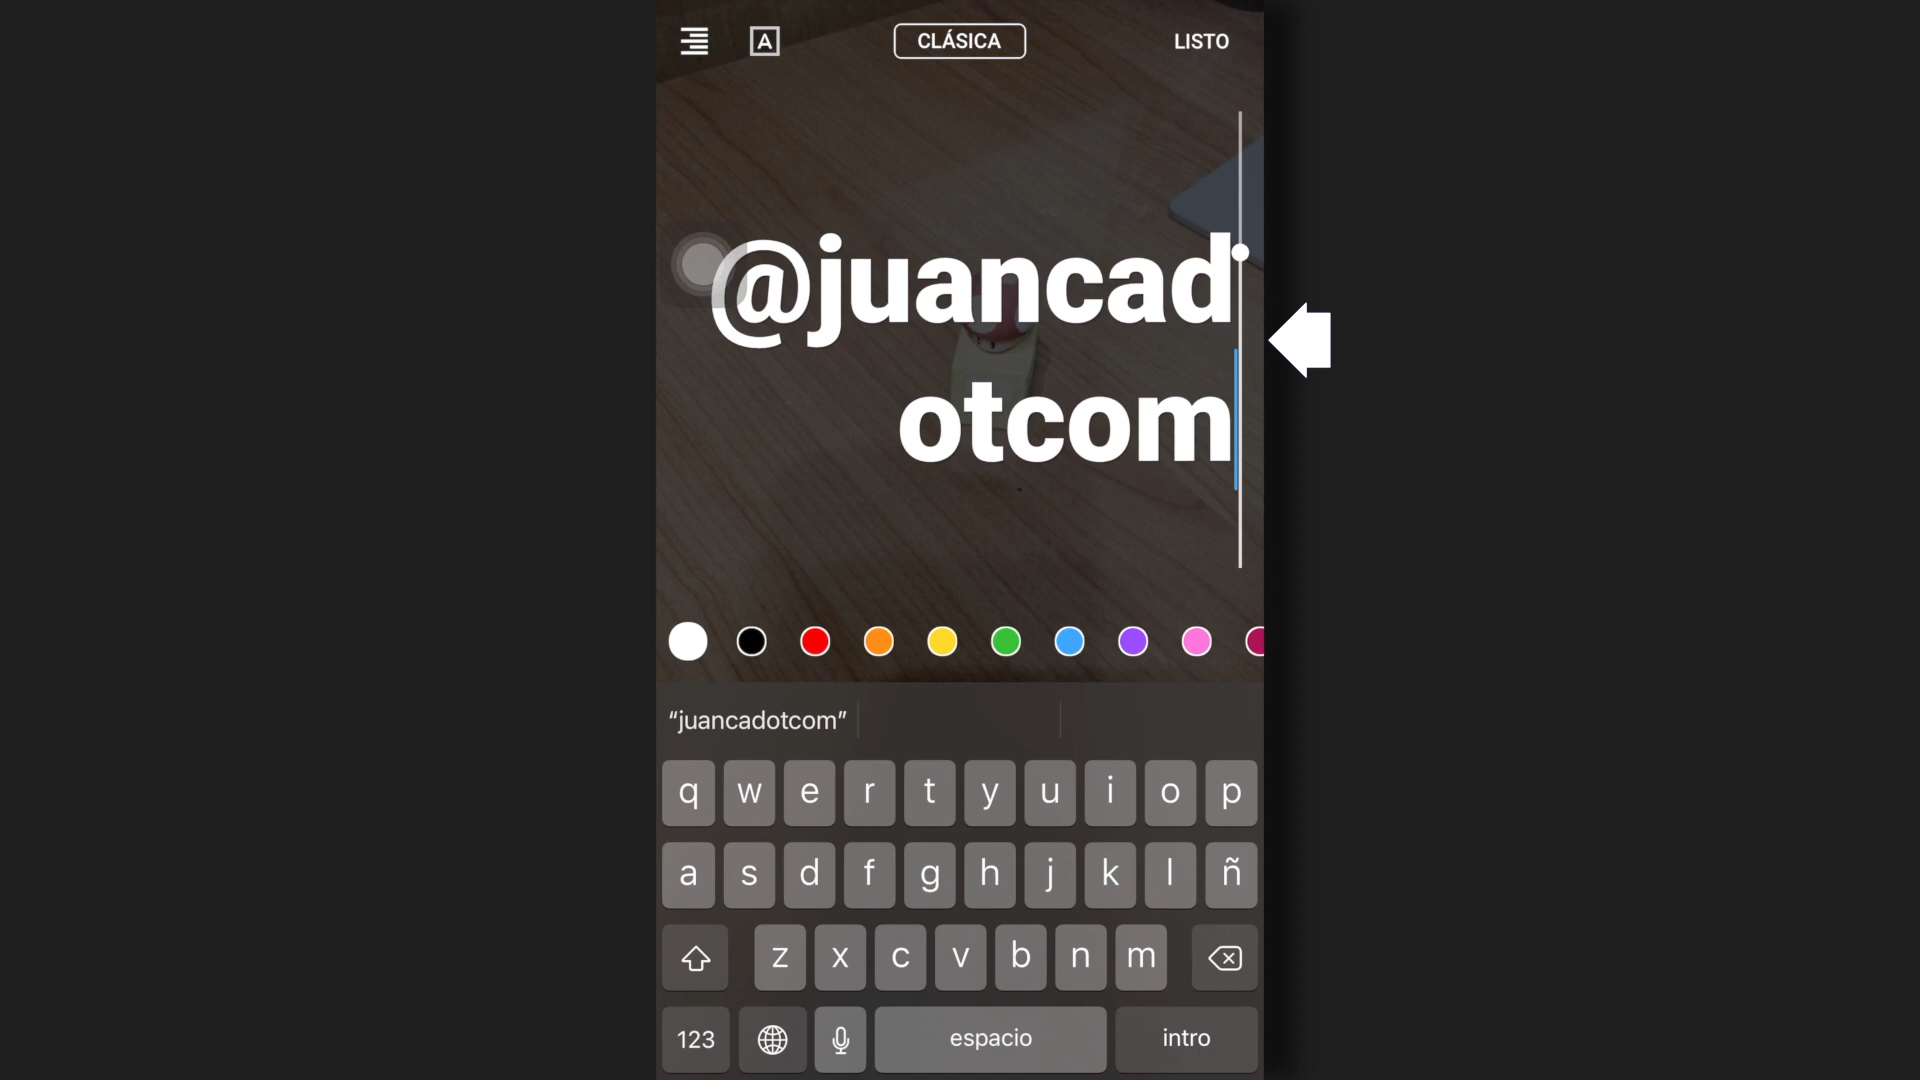 A
CLÁSICA
LISTO
@juancad
otcom
“juancadotcom”
q w e r t y u i o p
a s d f g h j k l ñ
z x c v b n m
123 espacio intro